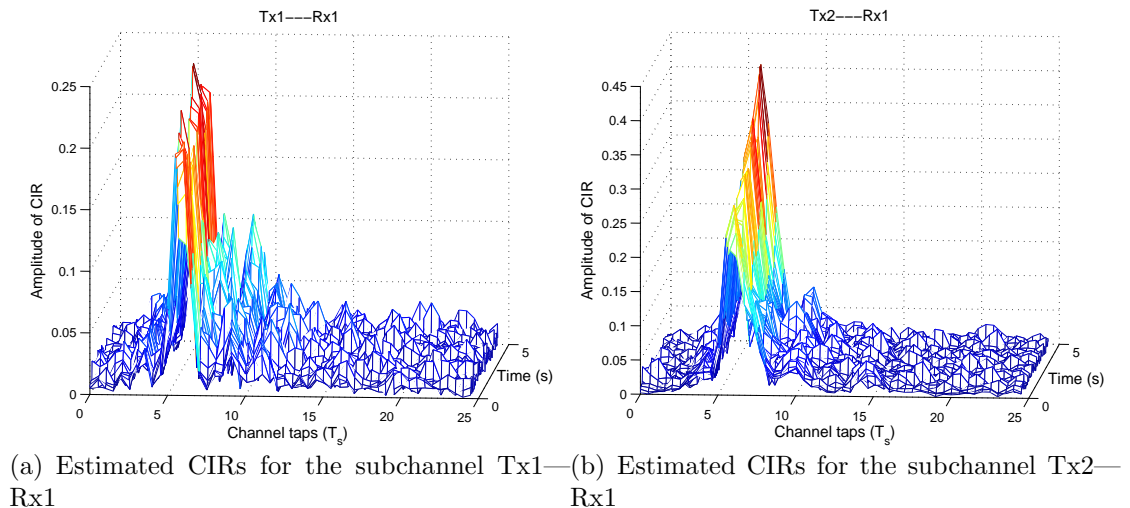 Tx1---Rx1
0.25
0.2
0.15
0.1
0.05
0
0
5
10
15
20
25
0
5
Amplitude of CIR
Channel taps (T_s)
Time (s)
Tx2---Rx1
0.45
0.4
0.35
0.3
0.25
0.2
0.15
0.1
0.05
0
0
5
10
15
20
25
0
5
Amplitude of CIR
Channel taps (T_s)
Time (s)
(a) Estimated CIRs for the subchannel Tx1—
Rx1
(b) Estimated CIRs for the subchannel Tx2—
Rx1